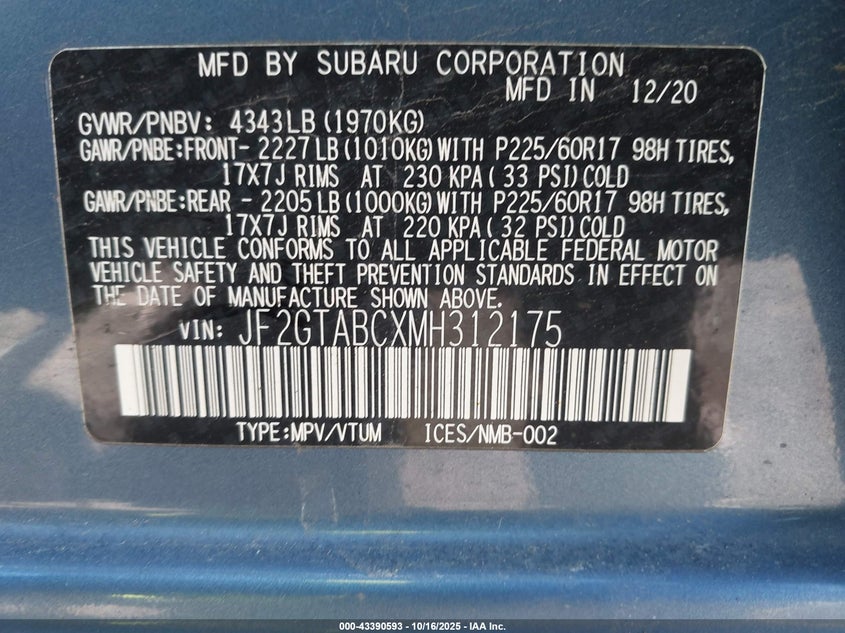 MFD BY SUBARU CORPORATION
MFD IN 12/20
GVWR/PNBV: 4343LB (1970KG)
GAWR/PNBE:FRONT- 2227LB (1010KG) WITH P225/60R17 98H TIRES,
17X7J RIMS AT 230 KPA ( 33 PSI) COLD
GAWR/PNBE:REAR - 2205LB (1000KG) WITH P225/60R17 98H TIRES,
17X7J RIMS AT 220 KPA ( 32 PSI) COLD
THIS VEHICLE CONFORMS TO ALL APPLICABLE FEDERAL MOTOR
VEHICLE SAFETY AND THEFT PREVENTION STANDARDS IN EFFECT ON
THE DATE OF MANUFACTURE SHOWN ABOVE.
VIN: JF2GTABCXMH312175
TYPE:MPV/VTUM ICES/NMB-002
000-43390593 - 10/16/2025 - IAA Inc.